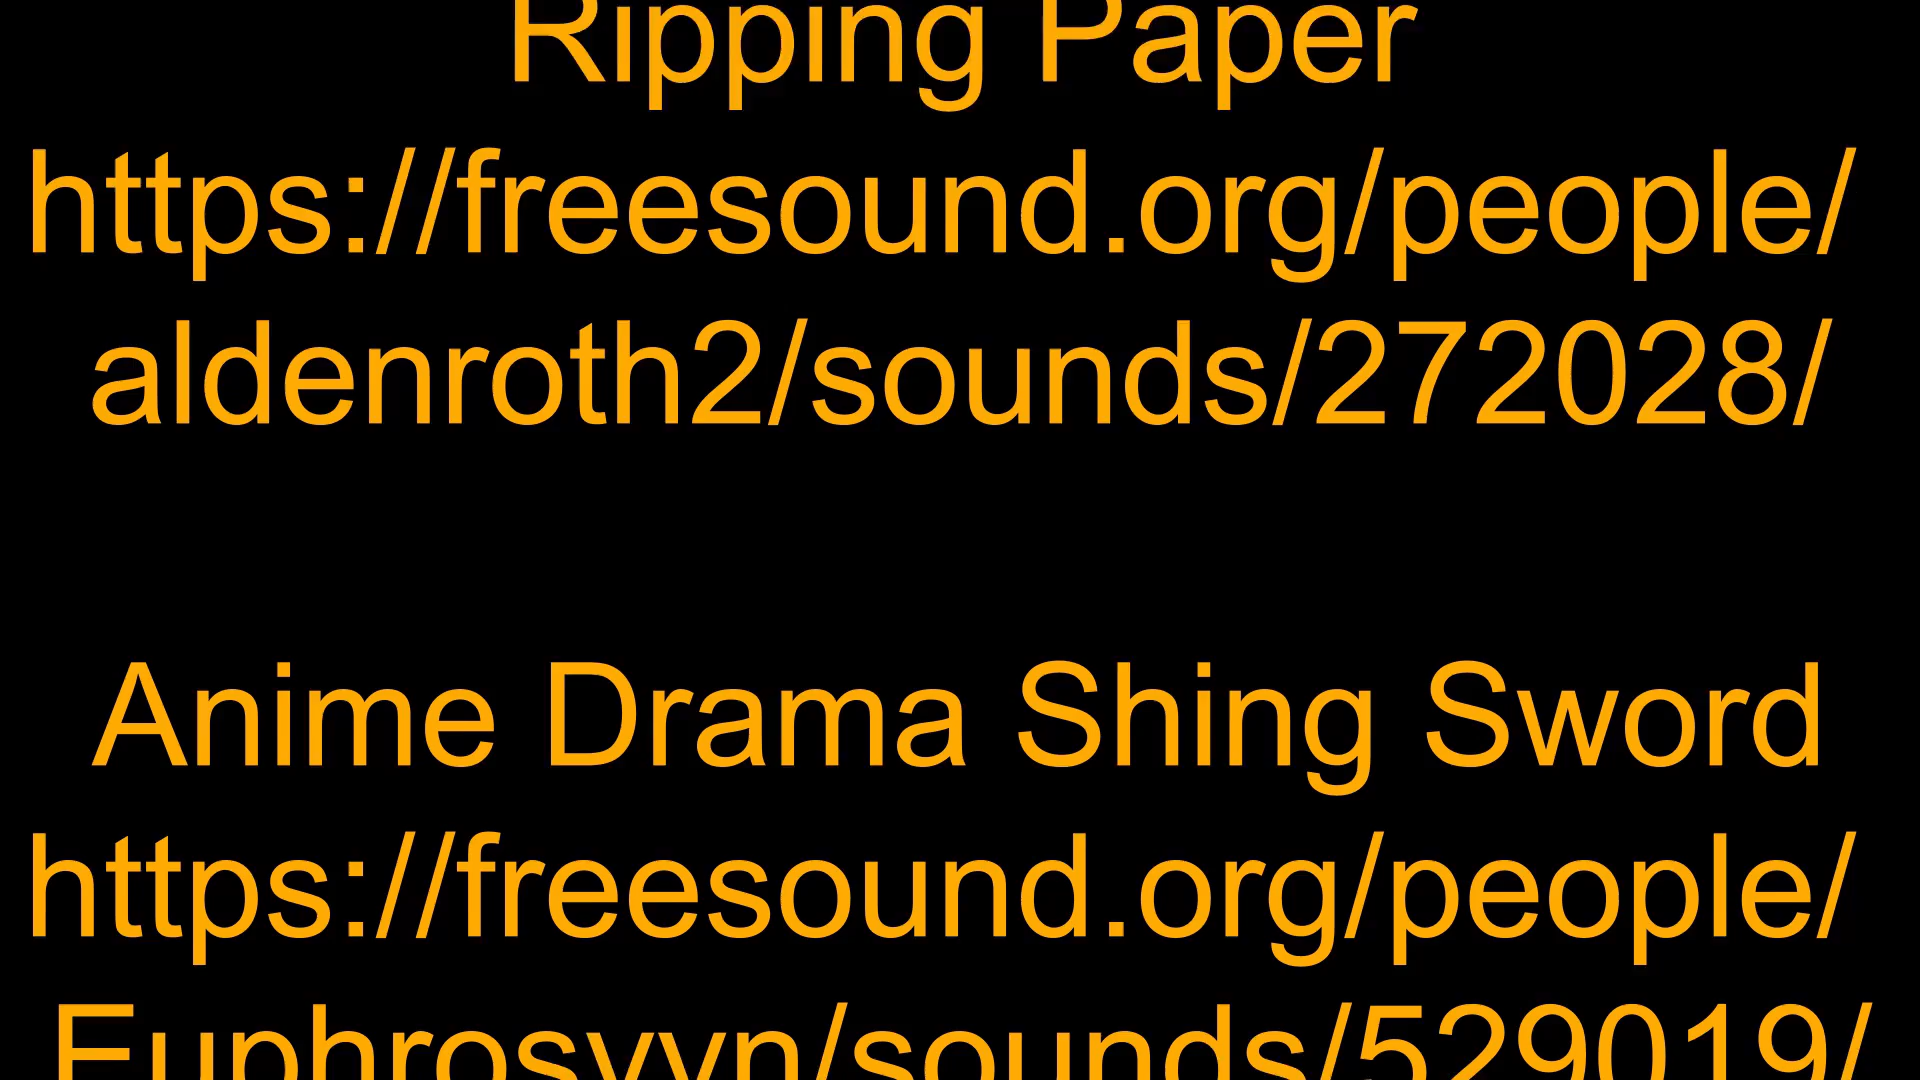 Ripping Paper
https://freesound.org/people/
aldenroth2/sounds/272028/
Anime Drama Shing Sword
https://freesound.org/people/
Euphrosyyn/sounds/529019/